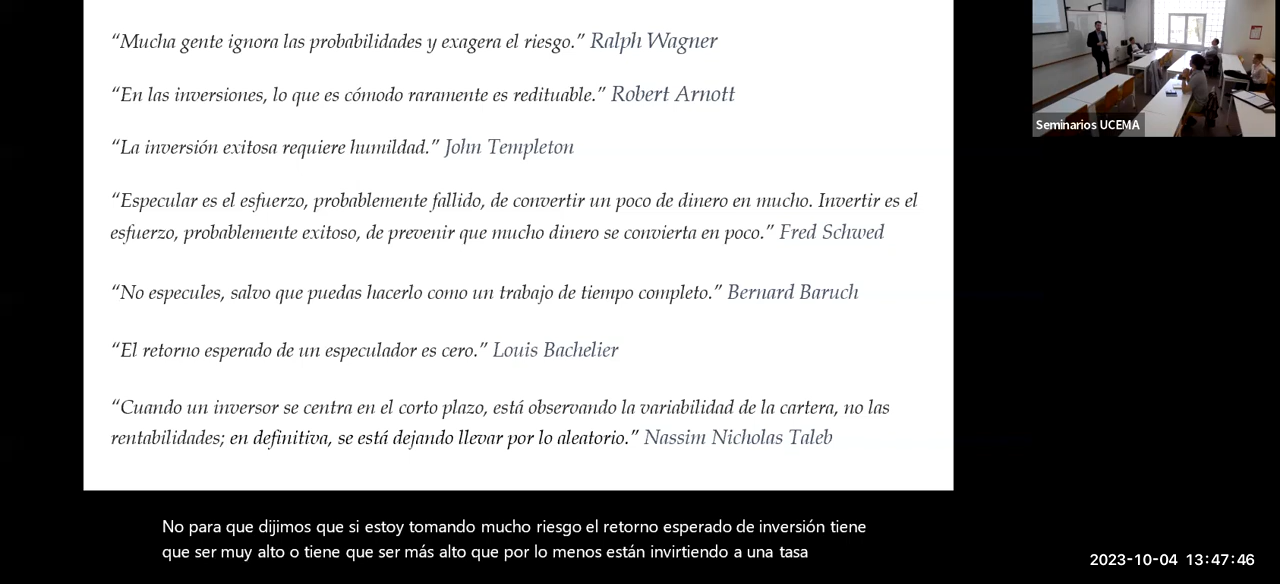 “Mucha gente ignora las probabilidades y exagera el riesgo.” Ralph Wagner
“En las inversiones, lo que es cómodo raramente es redituable.” Robert Arnott
“La inversión exitosa requiere humildad.” John Templeton
“Especular es el esfuerzo, probablemente fallido, de convertir un poco de dinero en mucho. Invertir es el
esfuerzo, probablemente exitoso, de prevenir que mucho dinero se convierta en poco.” Fred Schwed
“No especules, salvo que puedas hacerlo como un trabajo de tiempo completo.” Bernard Baruch
“El retorno esperado de un especulador es cero.” Louis Bachelier
“Cuando un inversor se centra en el corto plazo, está observando la variabilidad de la cartera, no las
rentabilidades; en definitiva, se está dejando llevar por lo aleatorio.” Nassim Nicholas Taleb
Seminarios UCEMA
No para que dijimos que si estoy tomando mucho riesgo el retorno esperado de inversión tiene
que ser muy alto o tiene que ser más alto que por lo menos están invirtiendo a una tasa
2023-10-04 13:47:46